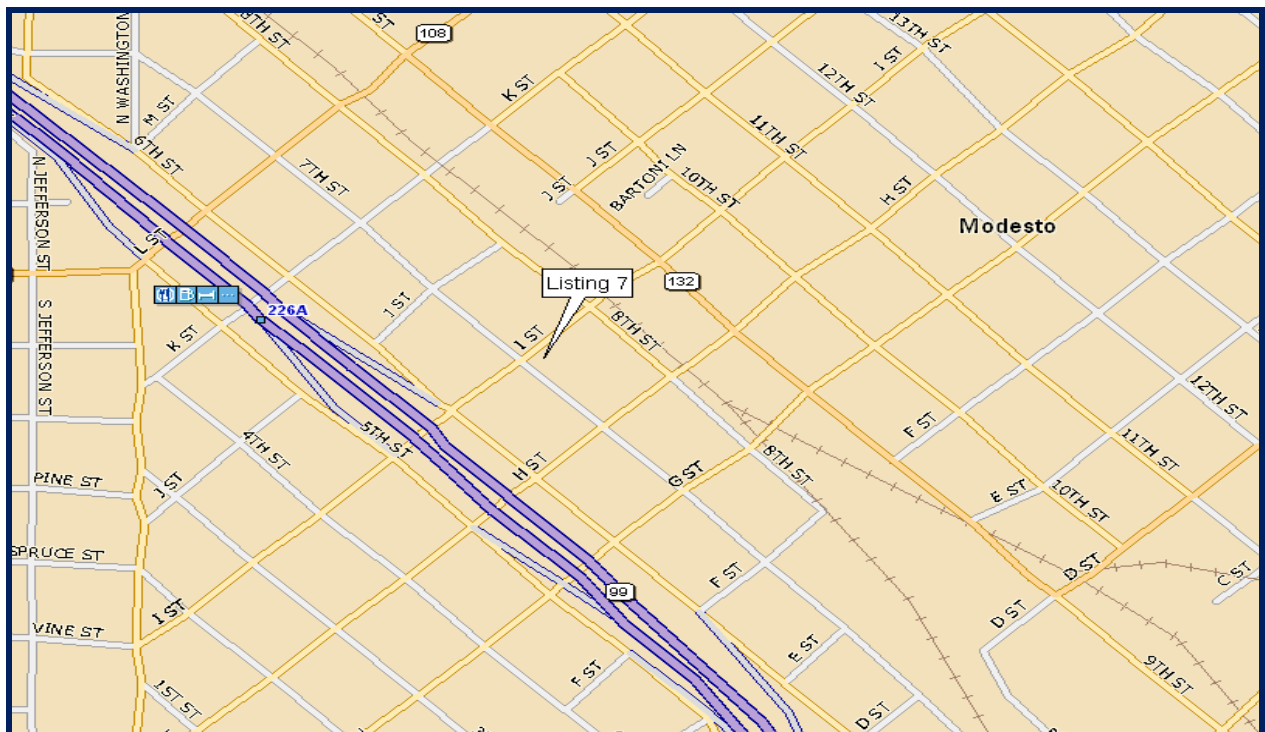 8TH ST
ST
108
13TH ST
N WASHINGTON
I ST
M ST
K ST
12TH ST
6TH ST
11TH ST
J ST
7TH ST
BARTONI LN
J ST
10TH ST
H ST
N JEFFERSON ST
L ST
Modesto
Listing 7
132
226A
J ST
S JEFFERSON ST
K ST
I ST
8TH ST
12TH ST
F ST
5TH ST
4TH ST
11TH ST
H ST
G ST
8TH ST
PINE ST
J ST
E ST
10TH ST
SPRUCE ST
D ST
F ST
C ST
99
I ST
D ST
VINE ST
E ST
F ST
9TH ST
1ST ST
D ST